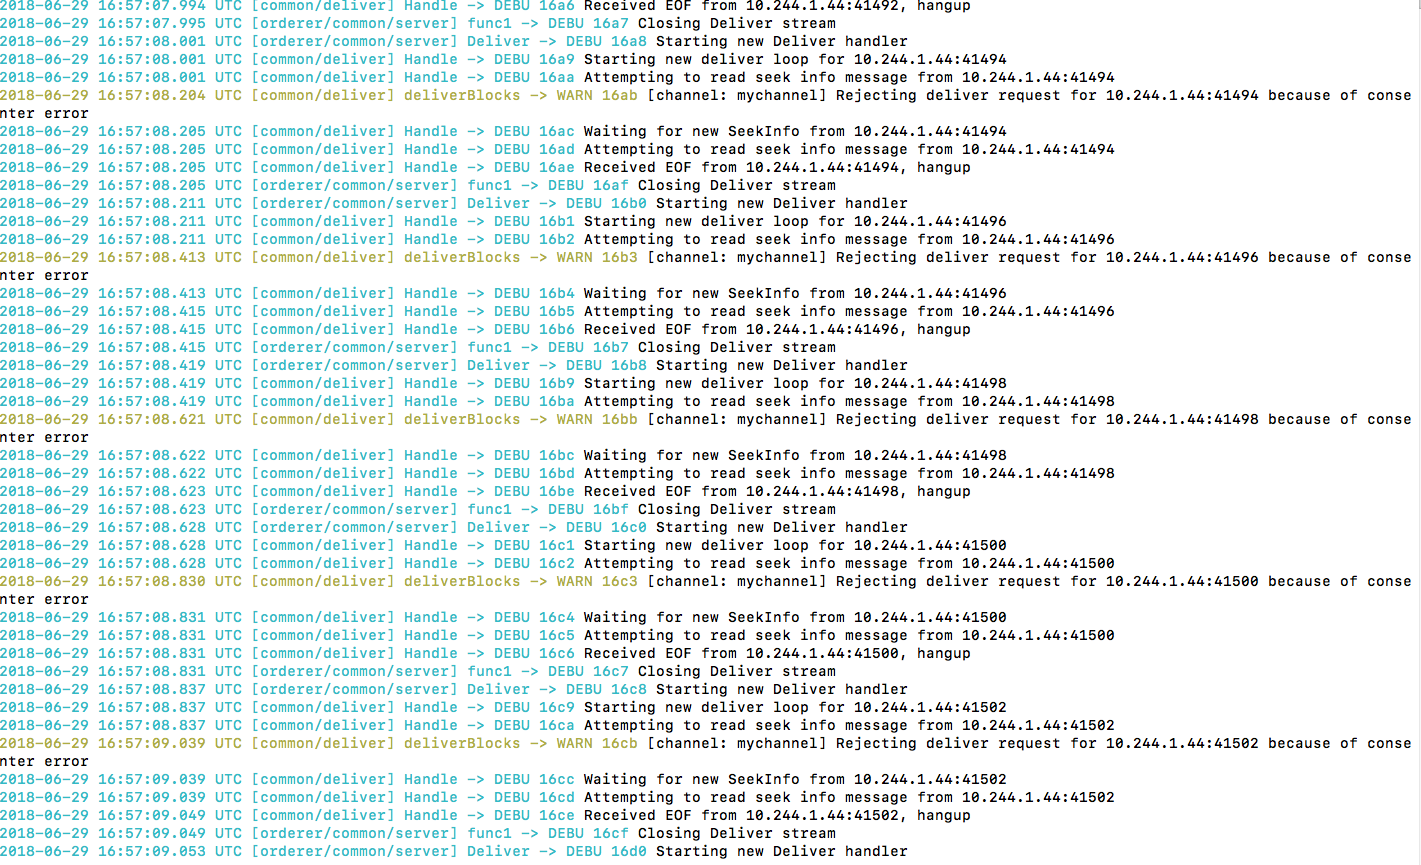 2018-06-29 16:57:07.994 UTC [common/deliver] Handle -> DEBU 16a6 Received EOF from 10.244.1.44:41492, hangup
2018-06-29 16:57:07.995 UTC [orderer/common/server] func1 -> DEBU 16a7 Closing Deliver stream
2018-06-29 16:57:08.001 UTC [orderer/common/server] Deliver -> DEBU 16a8 Starting new Deliver handler
2018-06-29 16:57:08.001 UTC [common/deliver] Handle -> DEBU 16a9 Starting new deliver loop for 10.244.1.44:41494
2018-06-29 16:57:08.001 UTC [common/deliver] Handle -> DEBU 16aa Attempting to read seek info message from 10.244.1.44:41494
2018-06-29 16:57:08.204 UTC [common/deliver] deliverBlocks -> WARN 16ab [channel: mychannel] Rejecting deliver request for 10.244.1.44:41494 because of conse
nter error
2018-06-29 16:57:08.205 UTC [common/deliver] Handle -> DEBU 16ac Waiting for new SeekInfo from 10.244.1.44:41494
2018-06-29 16:57:08.205 UTC [common/deliver] Handle -> DEBU 16ad Attempting to read seek info message from 10.244.1.44:41494
2018-06-29 16:57:08.205 UTC [common/deliver] Handle -> DEBU 16ae Received EOF from 10.244.1.44:41494, hangup
2018-06-29 16:57:08.205 UTC [orderer/common/server] func1 -> DEBU 16af Closing Deliver stream
2018-06-29 16:57:08.211 UTC [orderer/common/server] Deliver -> DEBU 16b0 Starting new Deliver handler
2018-06-29 16:57:08.211 UTC [common/deliver] Handle -> DEBU 16b1 Starting new deliver loop for 10.244.1.44:41496
2018-06-29 16:57:08.211 UTC [common/deliver] Handle -> DEBU 16b2 Attempting to read seek info message from 10.244.1.44:41496
2018-06-29 16:57:08.413 UTC [common/deliver] deliverBlocks -> WARN 16b3 [channel: mychannel] Rejecting deliver request for 10.244.1.44:41496 because of conse
nter error
2018-06-29 16:57:08.413 UTC [common/deliver] Handle -> DEBU 16b4 Waiting for new SeekInfo from 10.244.1.44:41496
2018-06-29 16:57:08.415 UTC [common/deliver] Handle -> DEBU 16b5 Attempting to read seek info message from 10.244.1.44:41496
2018-06-29 16:57:08.415 UTC [common/deliver] Handle -> DEBU 16b6 Received EOF from 10.244.1.44:41496, hangup
2018-06-29 16:57:08.415 UTC [orderer/common/server] func1 -> DEBU 16b7 Closing Deliver stream
2018-06-29 16:57:08.419 UTC [orderer/common/server] Deliver -> DEBU 16b8 Starting new Deliver handler
2018-06-29 16:57:08.419 UTC [common/deliver] Handle -> DEBU 16b9 Starting new deliver loop for 10.244.1.44:41498
2018-06-29 16:57:08.419 UTC [common/deliver] Handle -> DEBU 16ba Attempting to read seek info message from 10.244.1.44:41498
2018-06-29 16:57:08.621 UTC [common/deliver] deliverBlocks -> WARN 16bb [channel: mychannel] Rejecting deliver request for 10.244.1.44:41498 because of conse
nter error
2018-06-29 16:57:08.622 UTC [common/deliver] Handle -> DEBU 16bc Waiting for new SeekInfo from 10.244.1.44:41498
2018-06-29 16:57:08.622 UTC [common/deliver] Handle -> DEBU 16bd Attempting to read seek info message from 10.244.1.44:41498
2018-06-29 16:57:08.623 UTC [common/deliver] Handle -> DEBU 16be Received EOF from 10.244.1.44:41498, hangup
2018-06-29 16:57:08.623 UTC [orderer/common/server] func1 -> DEBU 16bf Closing Deliver stream
2018-06-29 16:57:08.628 UTC [orderer/common/server] Deliver -> DEBU 16c0 Starting new Deliver handler
2018-06-29 16:57:08.628 UTC [common/deliver] Handle -> DEBU 16c1 Starting new deliver loop for 10.244.1.44:41500
2018-06-29 16:57:08.628 UTC [common/deliver] Handle -> DEBU 16c2 Attempting to read seek info message from 10.244.1.44:41500
2018-06-29 16:57:08.830 UTC [common/deliver] deliverBlocks -> WARN 16c3 [channel: mychannel] Rejecting deliver request for 10.244.1.44:41500 because of conse
nter error
2018-06-29 16:57:08.831 UTC [common/deliver] Handle -> DEBU 16c4 Waiting for new SeekInfo from 10.244.1.44:41500
2018-06-29 16:57:08.831 UTC [common/deliver] Handle -> DEBU 16c5 Attempting to read seek info message from 10.244.1.44:41500
2018-06-29 16:57:08.831 UTC [common/deliver] Handle -> DEBU 16c6 Received EOF from 10.244.1.44:41500, hangup
2018-06-29 16:57:08.831 UTC [orderer/common/server] func1 -> DEBU 16c7 Closing Deliver stream
2018-06-29 16:57:08.837 UTC [orderer/common/server] Deliver -> DEBU 16c8 Starting new Deliver handler
2018-06-29 16:57:08.837 UTC [common/deliver] Handle -> DEBU 16c9 Starting new deliver loop for 10.244.1.44:41502
2018-06-29 16:57:08.837 UTC [common/deliver] Handle -> DEBU 16ca Attempting to read seek info message from 10.244.1.44:41502
2018-06-29 16:57:09.039 UTC [common/deliver] deliverBlocks -> WARN 16cb [channel: mychannel] Rejecting deliver request for 10.244.1.44:41502 because of conse
nter error
2018-06-29 16:57:09.039 UTC [common/deliver] Handle -> DEBU 16cc Waiting for new SeekInfo from 10.244.1.44:41502
2018-06-29 16:57:09.039 UTC [common/deliver] Handle -> DEBU 16cd Attempting to read seek info message from 10.244.1.44:41502
2018-06-29 16:57:09.049 UTC [common/deliver] Handle -> DEBU 16ce Received EOF from 10.244.1.44:41502, hangup
2018-06-29 16:57:09.049 UTC [orderer/common/server] func1 -> DEBU 16cf Closing Deliver stream
2018-06-29 16:57:09.053 UTC [orderer/common/server] Deliver -> DEBU 16d0 Starting new Deliver handler